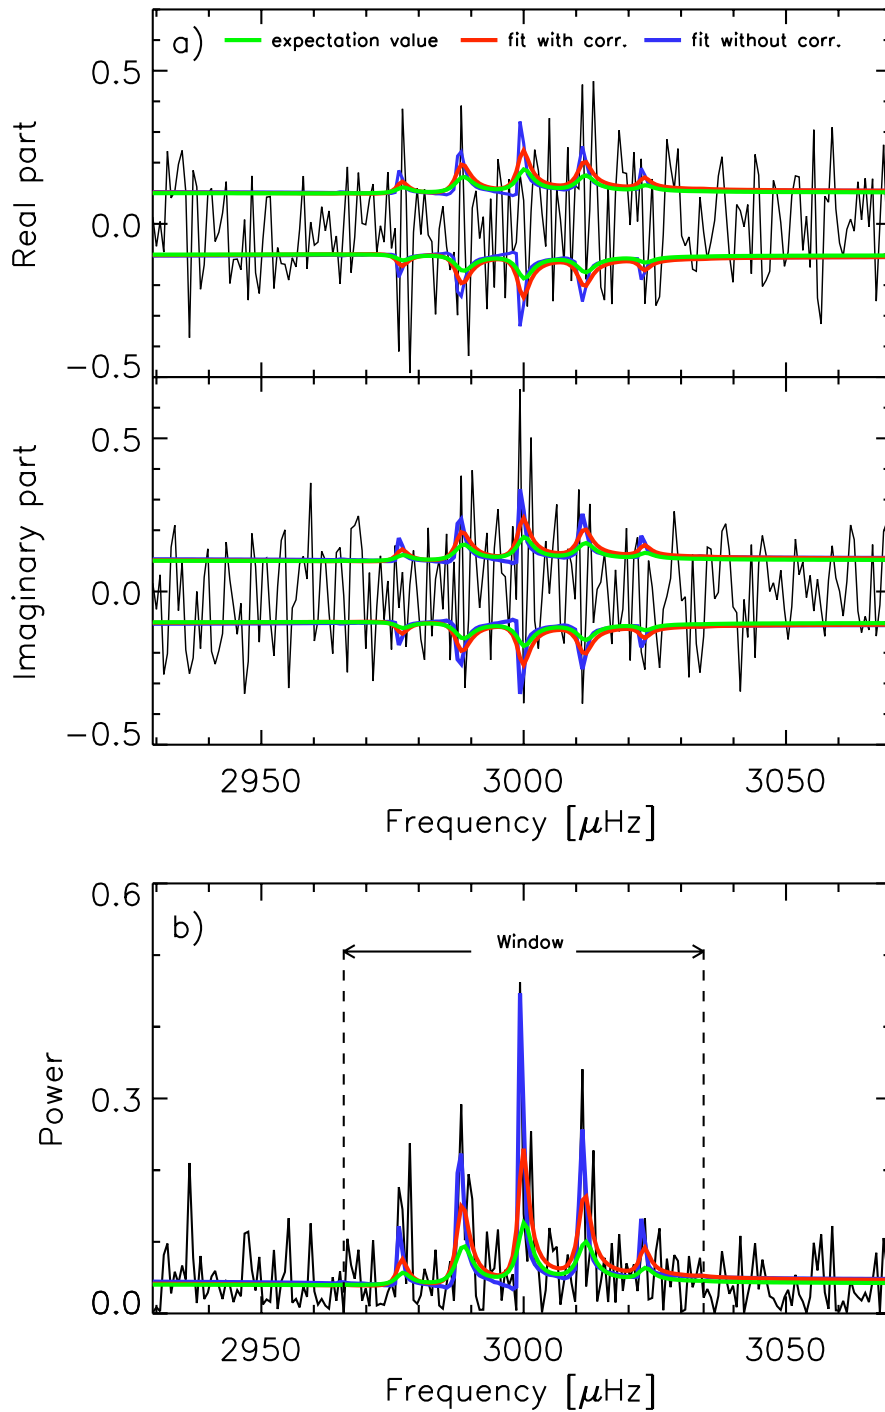 a) expectation value fit with corr. fit without corr.
0.5
0.0
−0.5
Real part
0.5
0.0
−0.5
Imaginary part
2950 3000 3050
Frequency [μHz]
0.6
b)
Window
0.3
0.0
Power
2950 3000 3050
Frequency [μHz]